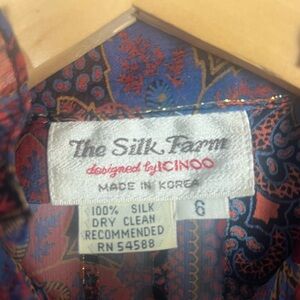 The Silk Farm
designed by ICINOO
MADE IN KOREA
100% SILK
DRY CLEAN
RECOMMENDED
RN 54588
6